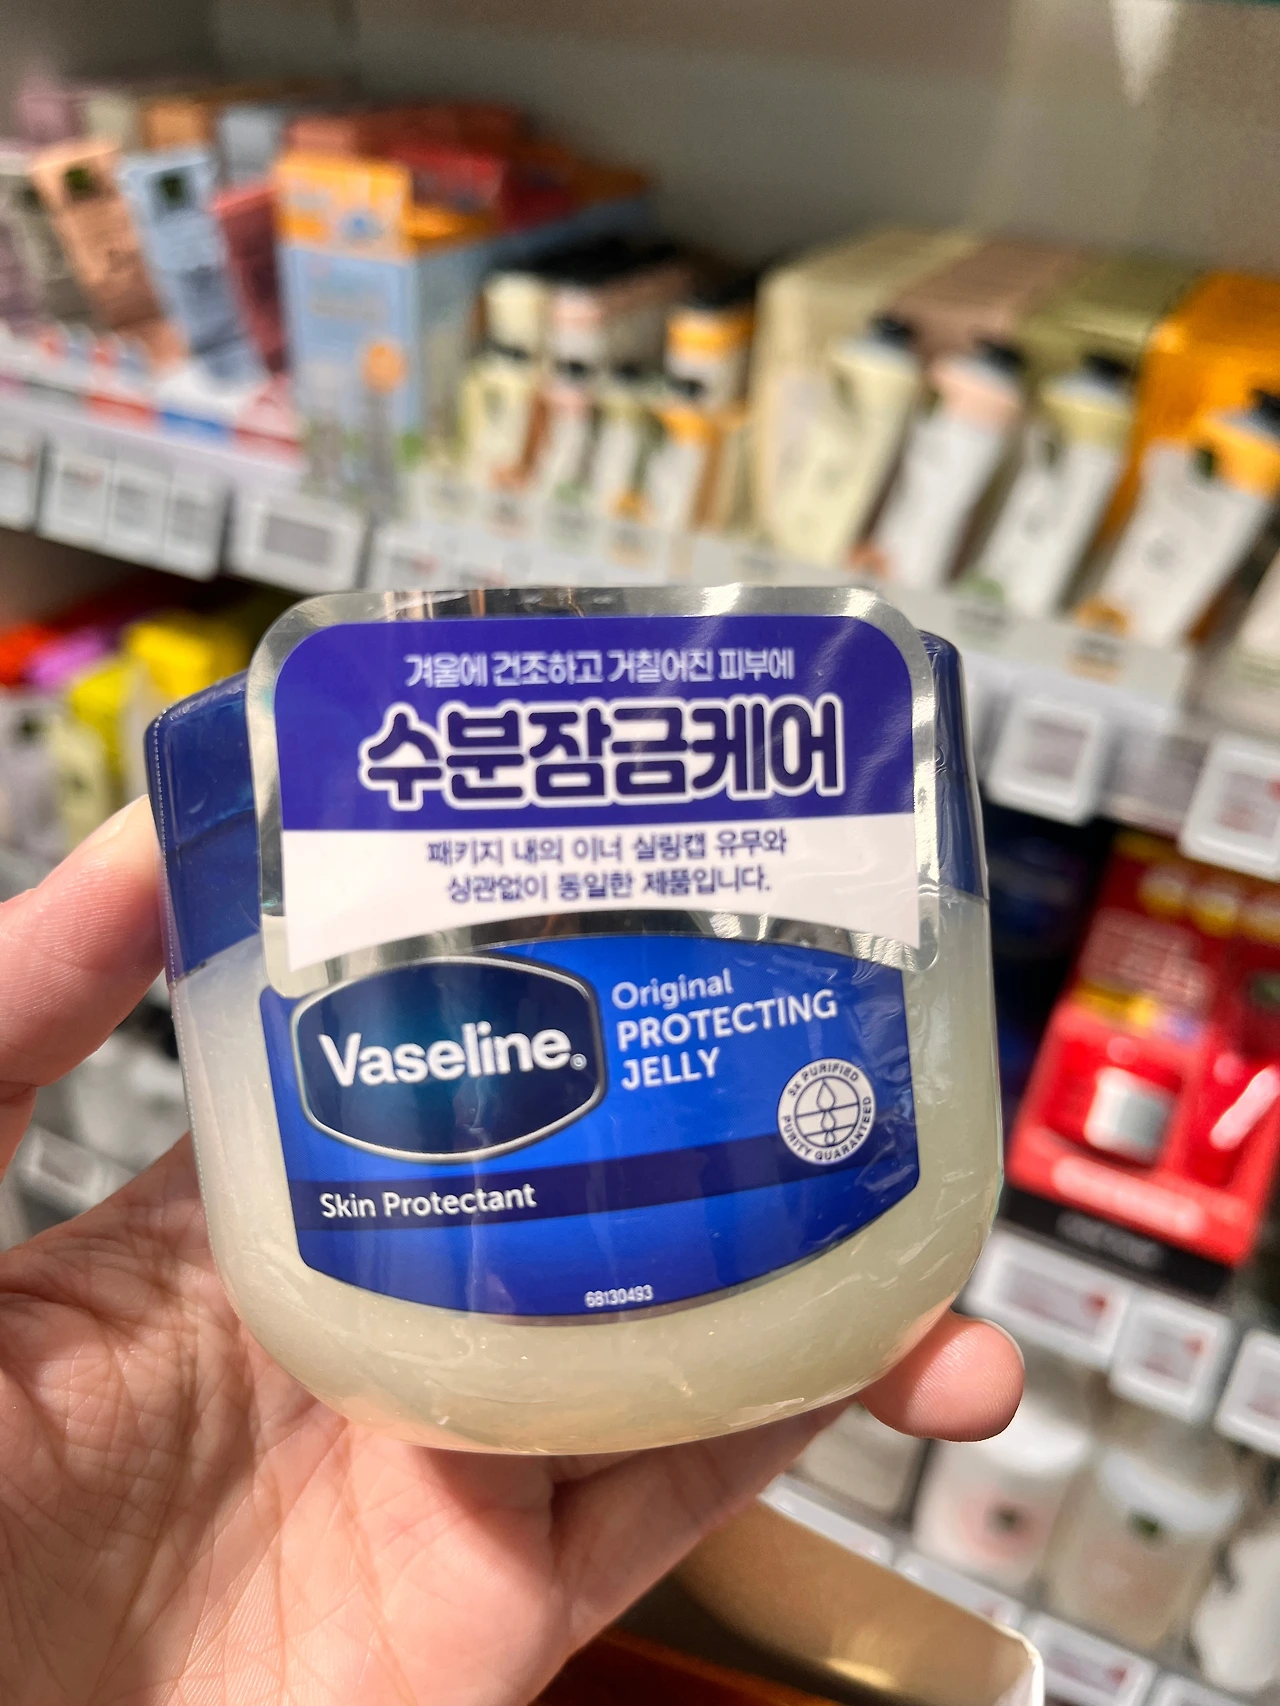 겨울에 건조하고 거칠어진 피부에
수분잠금케어
패키지 내의 이너 실링캡 유무와
상관없이 동일한 제품입니다.
Vaseline®
Original
PROTECTING
JELLY
3x PURIFIED
PURITY GUARANTEED
Skin Protectant
68130493